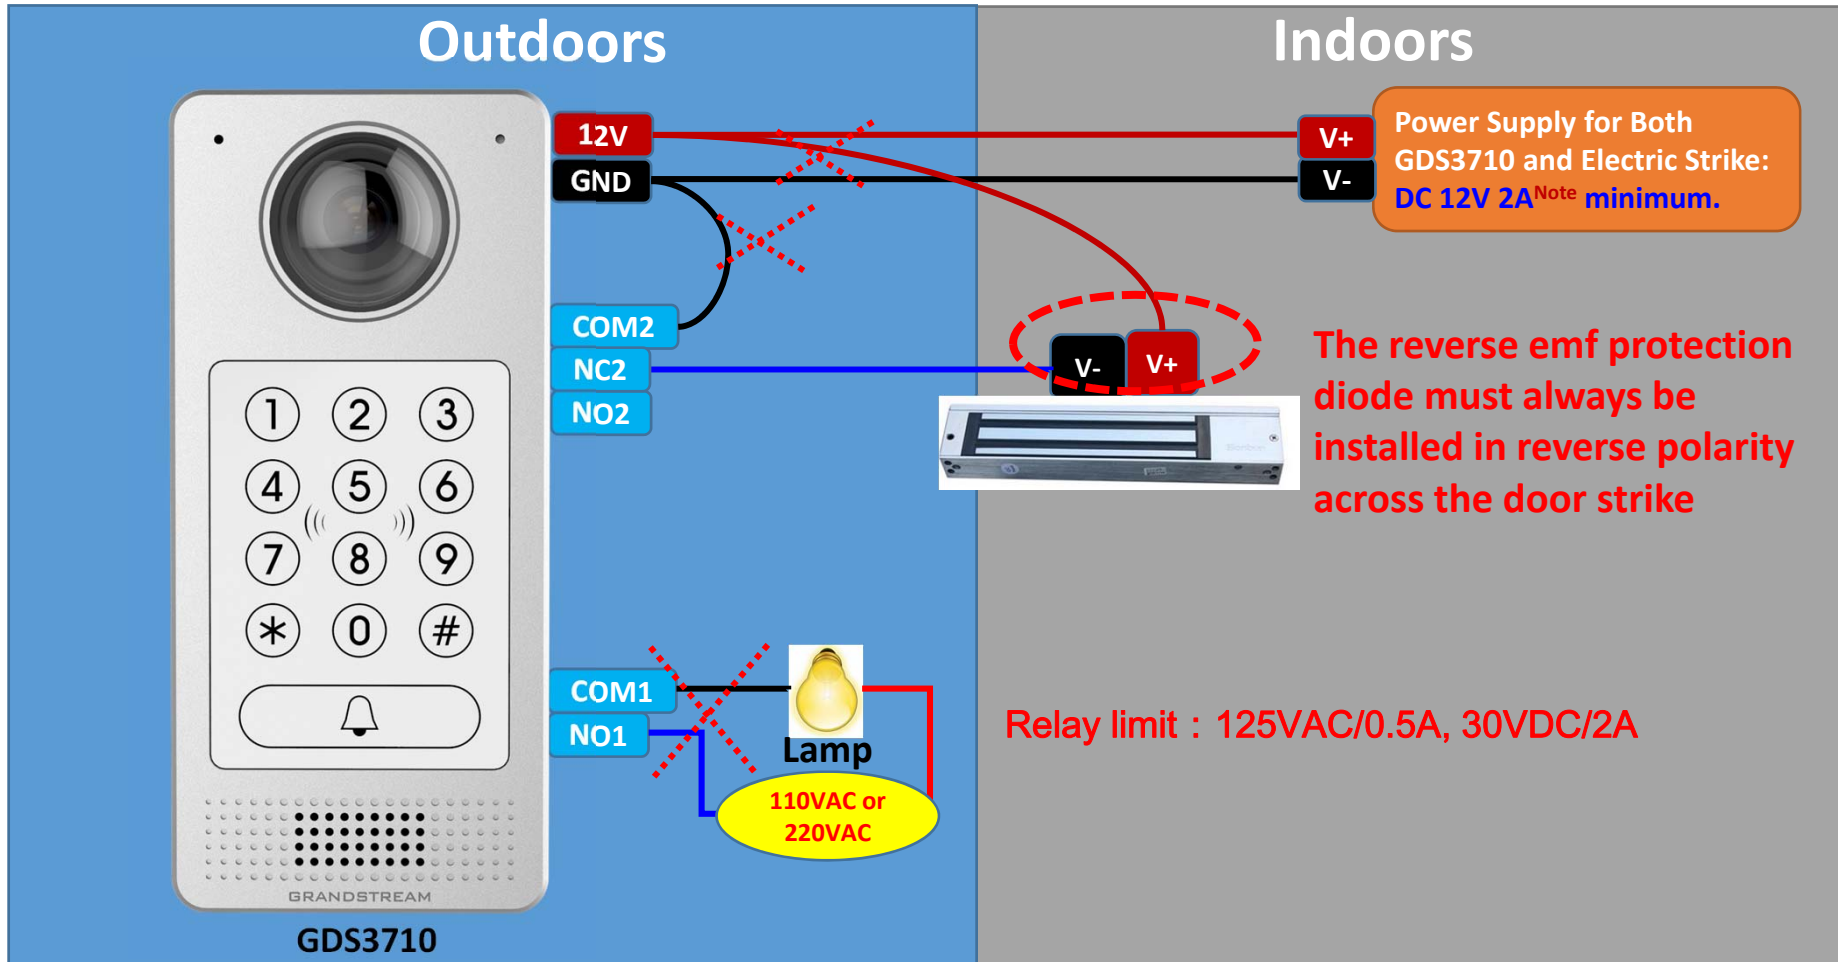 Outdoors
Indoors
12V
GND
V+
V-
Power Supply for Both
GDS3710 and Electric Strike:
DC 12V 2ANote minimum.
COM2
NC2
NO2
V-
V+
The reverse emf protection
diode must always be
installed in reverse polarity
across the door strike
1 2 3
4 5 6
7 8 9
* 0 #
COM1
NO1
Lamp
110VAC or
220VAC
Relay limit : 125VAC/0.5A, 30VDC/2A
GRANDSTREAM
GDS3710